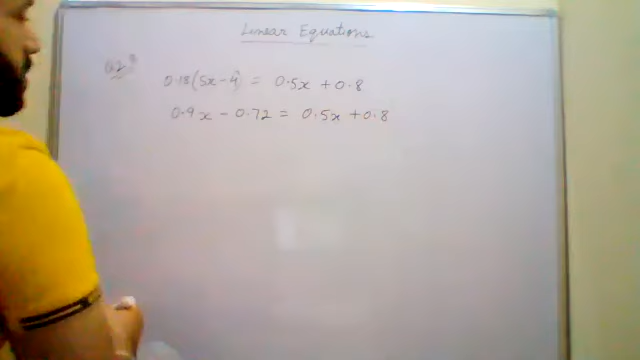 Linear Equations
Q2:
0.18(5x-4) = 0.5x + 0.8
0.9x - 0.72 = 0.5x + 0.8